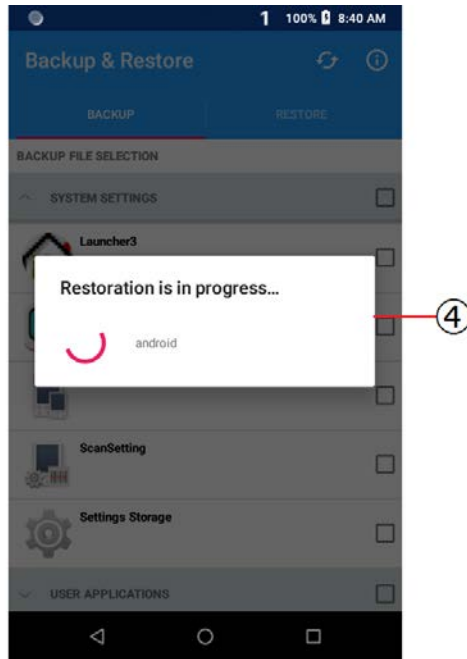 1 100% 8:40 AM
Backup & Restore
BACKUP RESTORE
BACKUP FILE SELECTION
SYSTEM SETTINGS
Launcher3
Restoration is in progress...
④
android
ScanSetting
Settings Storage
USER APPLICATIONS